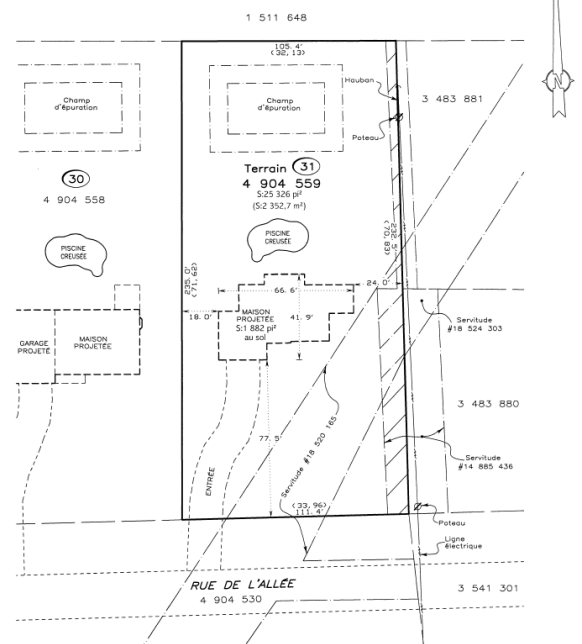 1 511 648
105. 4'
(32, 13)
N
Champ
d'épuration
Champ
d'épuration
Hauban
3 483 881
Poteau
Terrain 31
30
4 904 559
S:25 326 pi²
(S:2 352,7 m²)
4 904 558
PISCINE
CREUSÉE
PISCINE
CREUSÉE
232. 5'
(70, 83)
235. 0'
(71, 62)
24. 0'
66. 6'
18. 0'
MAISON
PROJETÉE
S:1 882 pi²
au sol
41. 9'
Servitude
#18 524 303
GARAGE
PROJETÉ
MAISON
PROJETÉE
3 483 880
Servitude #18 520 165
77. 5'
Servitude
#14 885 436
ENTRÉE
(33, 96)
111. 4'
Poteau
Ligne
électrique
RUE DE L'ALLÉE
4 904 530
3 541 301